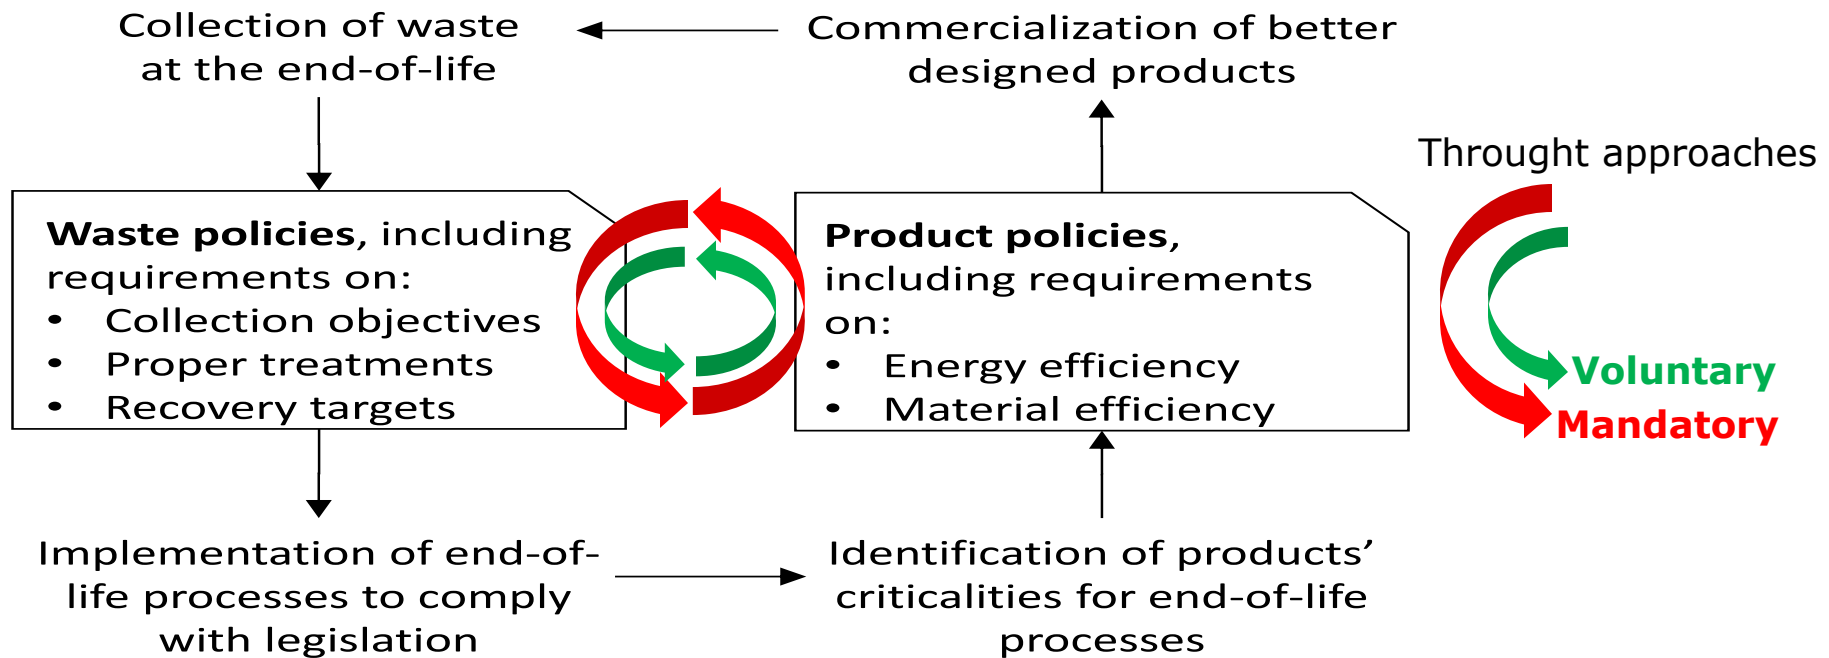 Collection of waste
at the end-of-life
Commercialization of better
designed products
Throught approaches
Waste policies, including
requirements on:
• Collection objectives
• Proper treatments
• Recovery targets
Product policies,
including requirements
on:
• Energy efficiency
• Material efficiency
Voluntary
Mandatory
Implementation of end-of-
life processes to comply
with legislation
Identification of products’
criticalities for end-of-life
processes